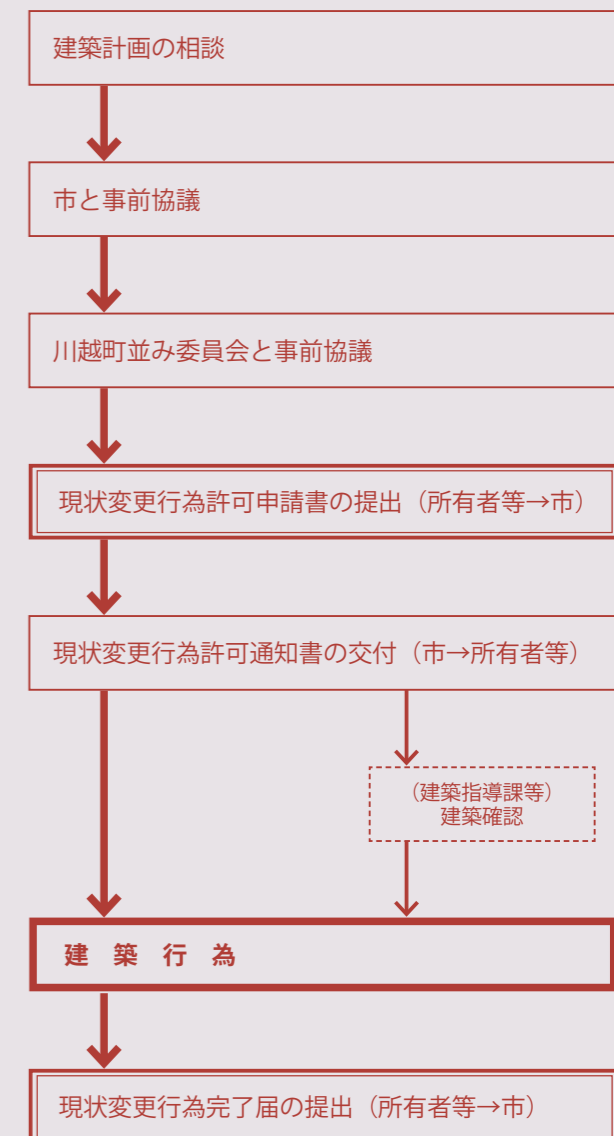 建築計画の相談
市と事前協議
川越町並み委員会と事前協議
現状変更行為許可申請書の提出（所有者等→市）
現状変更行為許可通知書の交付（市→所有者等）
（建築指導課等）
建築確認
建 築 行 為
現状変更行為完了届の提出（所有者等→市）